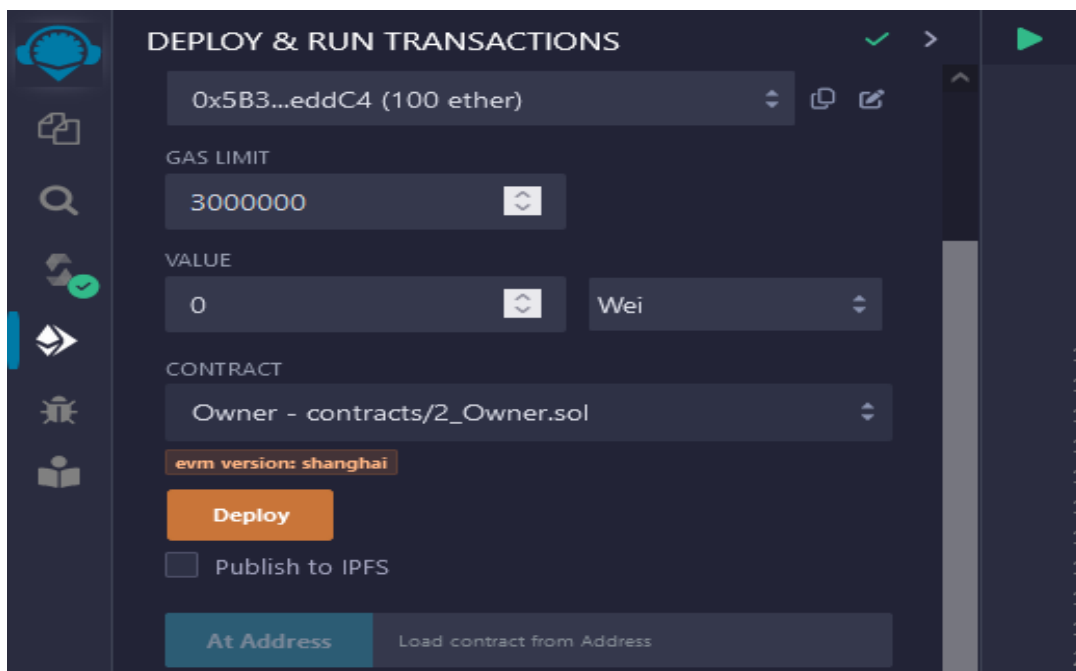 DEPLOY & RUN TRANSACTIONS
0x5B3...eddC4 (100 ether)
GAS LIMIT
3000000
VALUE
0 Wei
CONTRACT
Owner - contracts/2_Owner.sol
evm version: shanghai
Deploy
Publish to IPFS
At Address Load contract from Address